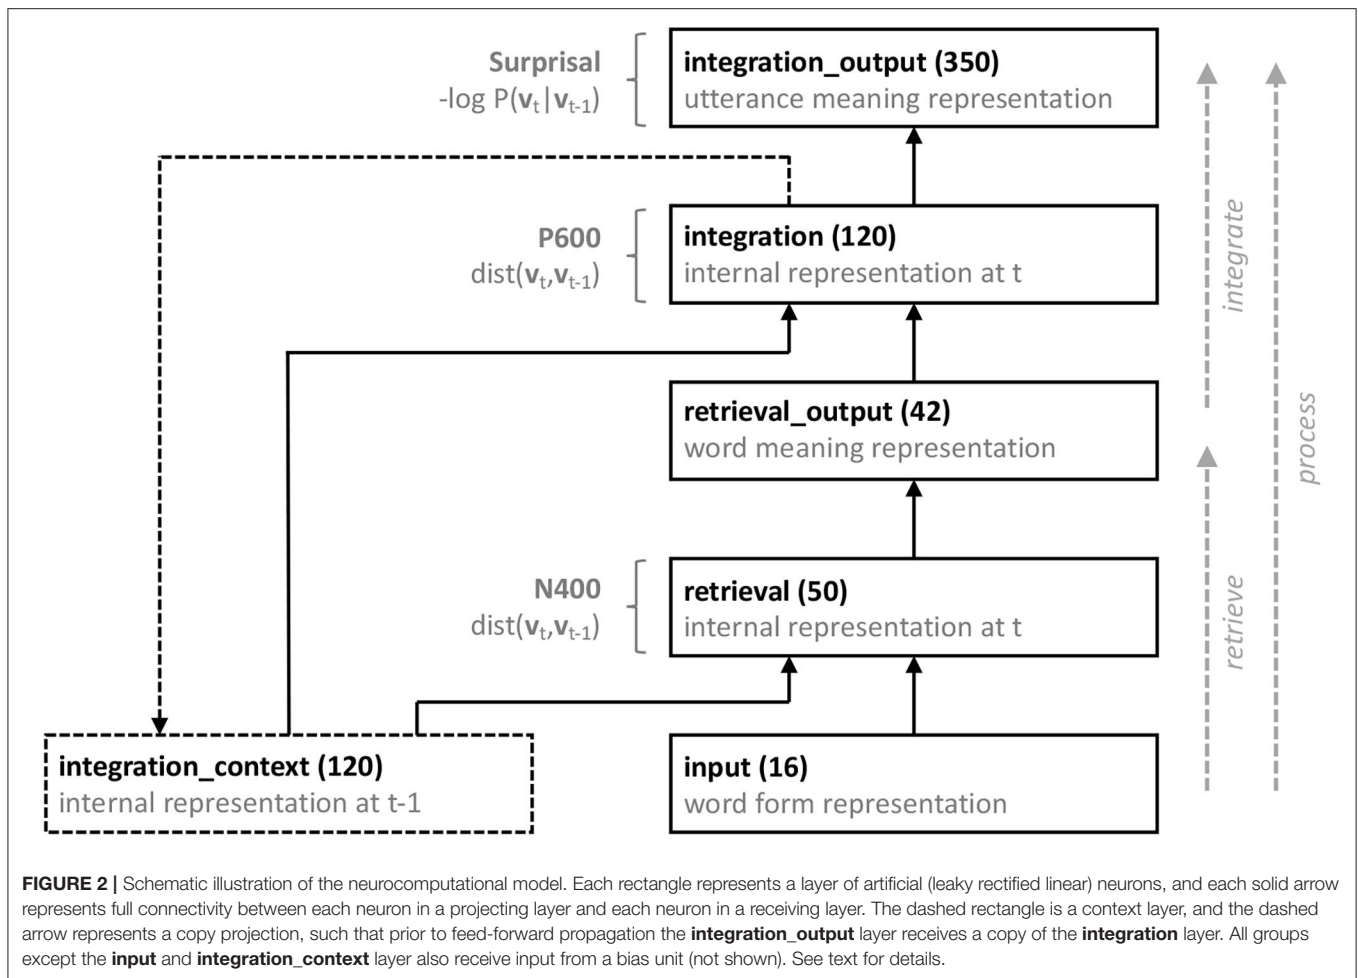 Surprisal
-log P(vt|vt-1)
integration_output (350)
utterance meaning representation
P600
dist(vt,vt-1)
integration (120)
internal representation at t
integrate
process
retrieval_output (42)
word meaning representation
N400
dist(vt,vt-1)
retrieval (50)
internal representation at t
retrieve
integration_context (120)
internal representation at t-1
input (16)
word form representation
FIGURE 2 | Schematic illustration of the neurocomputational model. Each rectangle represents a layer of artificial (leaky rectified linear) neurons, and each solid arrow
represents full connectivity between each neuron in a projecting layer and each neuron in a receiving layer. The dashed rectangle is a context layer, and the dashed
arrow represents a copy projection, such that prior to feed-forward propagation the integration_output layer receives a copy of the integration layer. All groups
except the input and integration_context layer also receive input from a bias unit (not shown). See text for details.